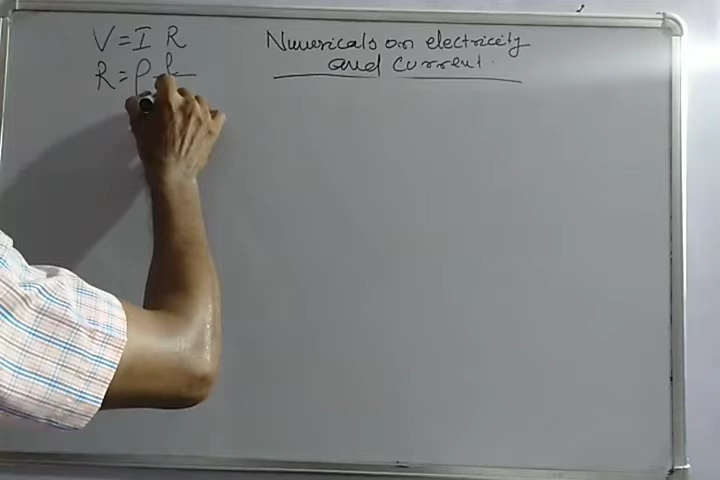 V = I R
R = ρ l
Numericals on electricity
and Current.